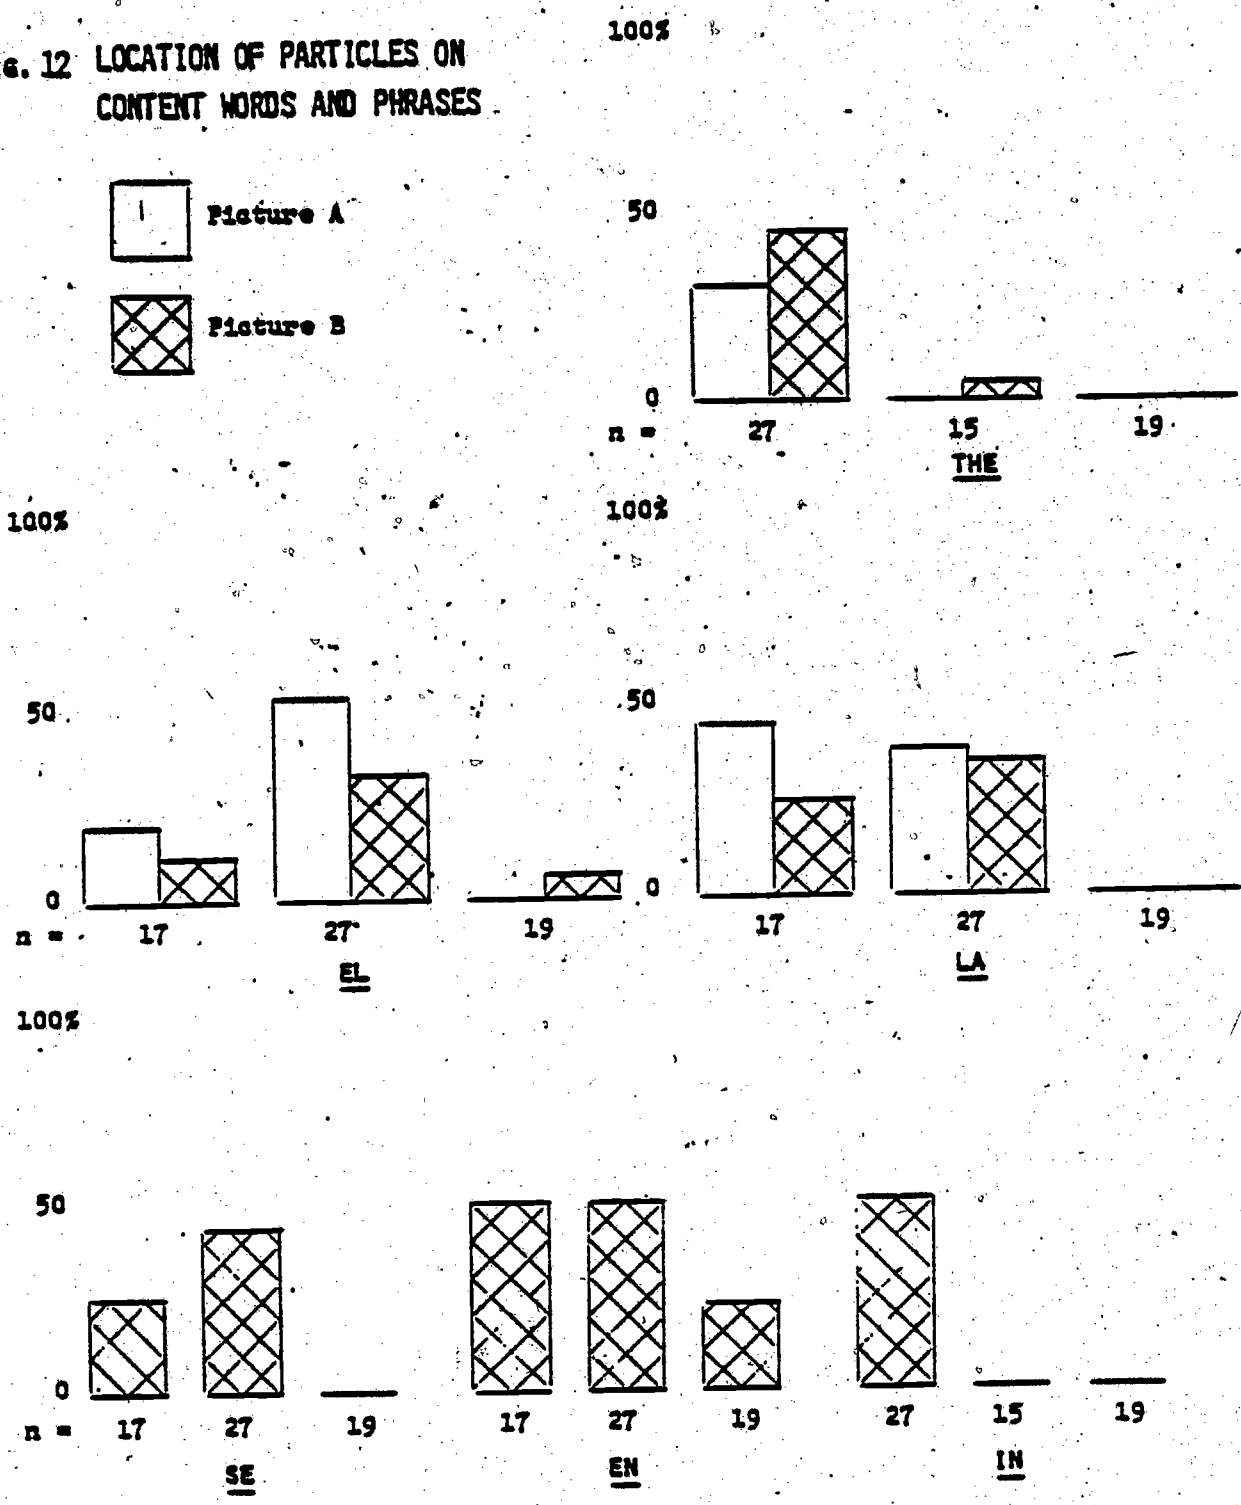 G. 12 LOCATION OF PARTICLES ON
CONTENT WORDS AND PHRASES
Picture A
Picture B
100%
50
0
n = 27 15 19
THE
100%
50
0
n = 17 27 19
EL
100%
50
0
17 27 19
LA
100%
50
0
n = 17 27 19
SE
17 27 19
EN
27 15 19
IN